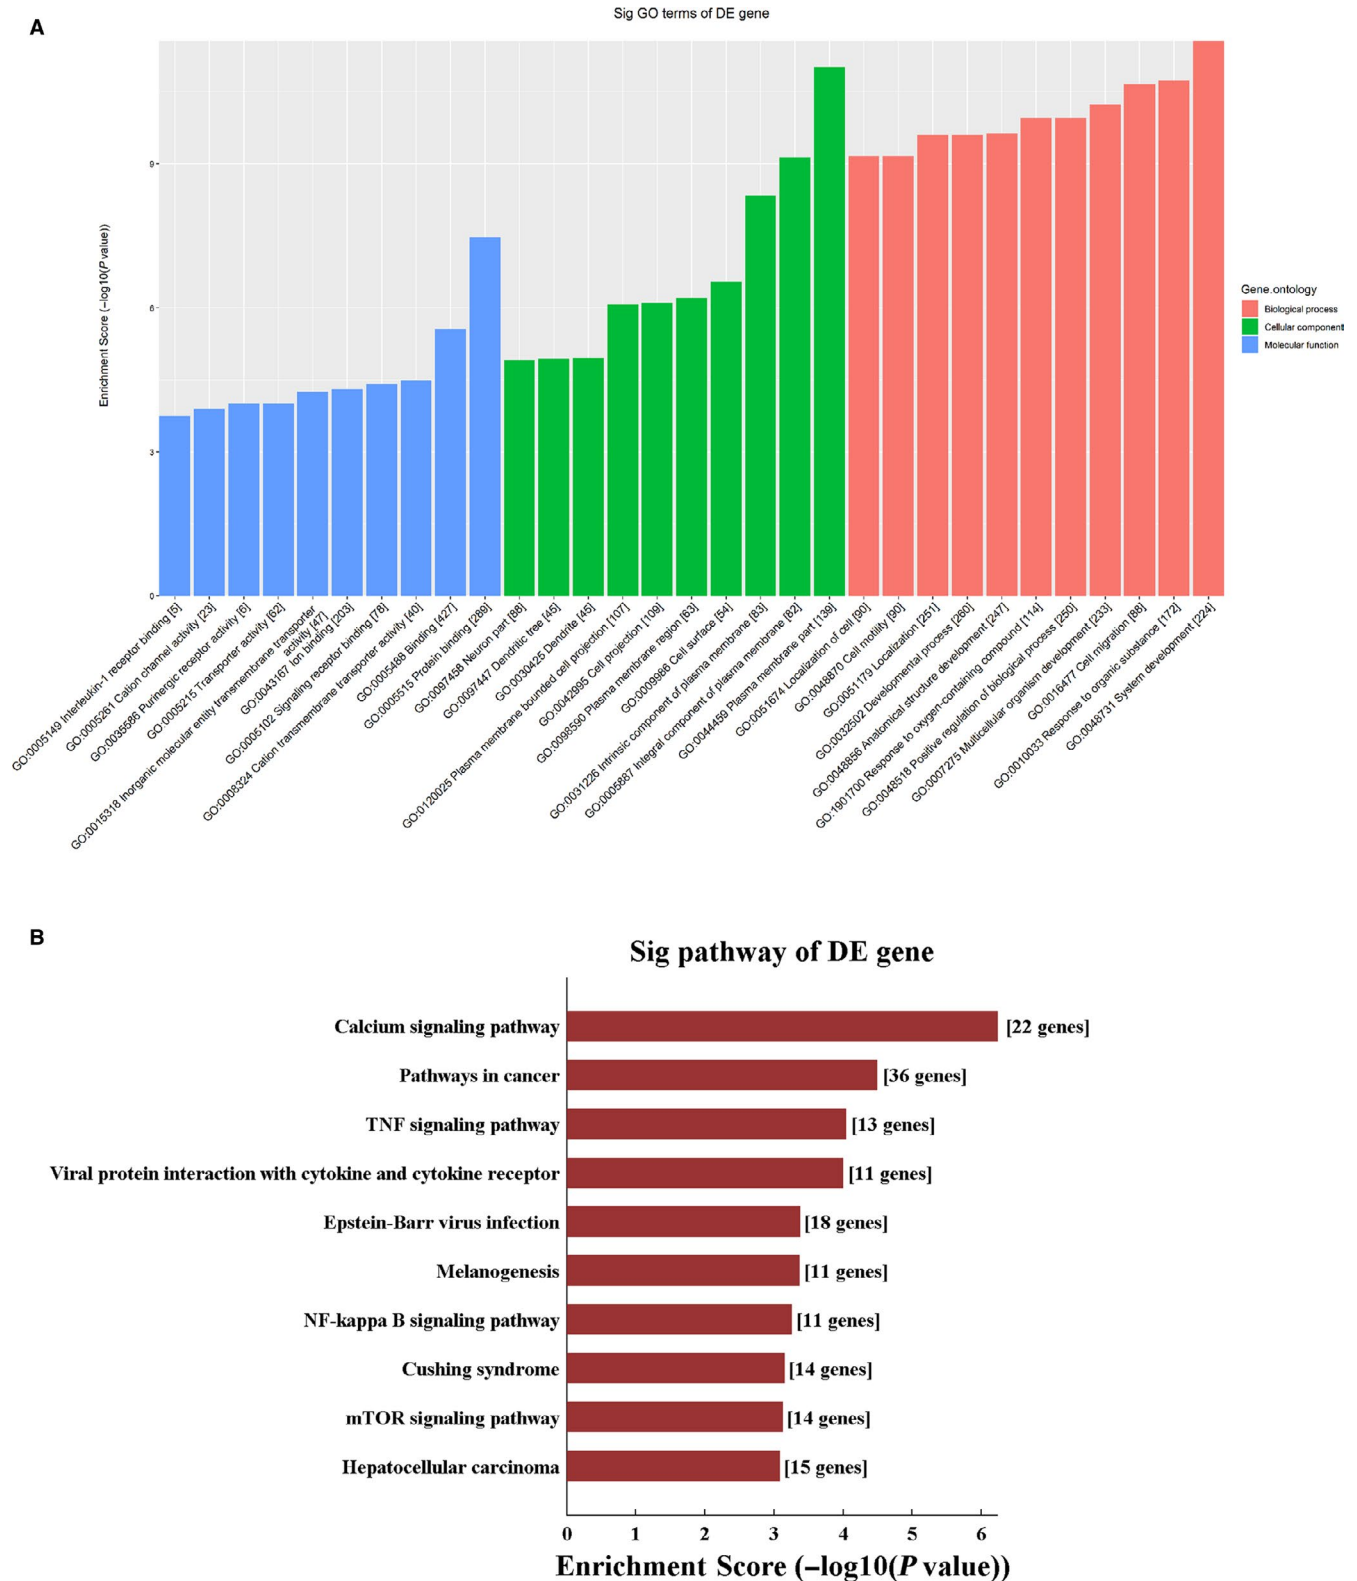 A
Sig GO terms of DE gene
Enrichment Score (−log10(P value))
9
6
3
0
GO:0005149 Interleukin-1 receptor binding [5]
GO:0005261 Cation channel activity [23]
GO:0035586 Purinergic receptor activity [6]
GO:0005215 Transporter activity [62]
GO:0015318 Inorganic molecular entity transmembrane transporter
activity [47]
GO:0043167 Ion binding [203]
GO:0005102 Signaling receptor binding [78]
GO:0008324 Cation transmembrane transporter activity [40]
GO:0005488 Binding [427]
GO:0005515 Protein binding [289]
GO:0097458 Neuron part [88]
GO:0097447 Dendritic tree [45]
GO:0030425 Dendrite [45]
GO:0120025 Plasma membrane bounded cell projection [107]
GO:0042995 Cell projection [109]
GO:0098590 Plasma membrane region [63]
GO:0009986 Cell surface [54]
GO:0031226 Intrinsic component of plasma membrane [83]
GO:0005887 Integral component of plasma membrane [82]
GO:0044459 Plasma membrane part [139]
GO:0051674 Localization of cell [90]
GO:0048870 Cell motility [90]
GO:0051179 Localization [251]
GO:0032502 Developmental process [260]
GO:0048856 Anatomical structure development [247]
GO:1901700 Response to oxygen-containing compound [114]
GO:0048518 Positive regulation of biological process [250]
GO:0007275 Multicellular organism development [233]
GO:0016477 Cell migration [88]
GO:0010033 Response to organic substance [172]
GO:0048731 System development [224]
Gene.ontology
Biological process
Cellular component
Molecular function
B
Sig pathway of DE gene
Calcium signaling pathway [22 genes]
Pathways in cancer [36 genes]
TNF signaling pathway [13 genes]
Viral protein interaction with cytokine and cytokine receptor [11 genes]
Epstein-Barr virus infection [18 genes]
Melanogenesis [11 genes]
NF-kappa B signaling pathway [11 genes]
Cushing syndrome [14 genes]
mTOR signaling pathway [14 genes]
Hepatocellular carcinoma [15 genes]
0 1 2 3 4 5 6
Enrichment Score (−log10(P value))